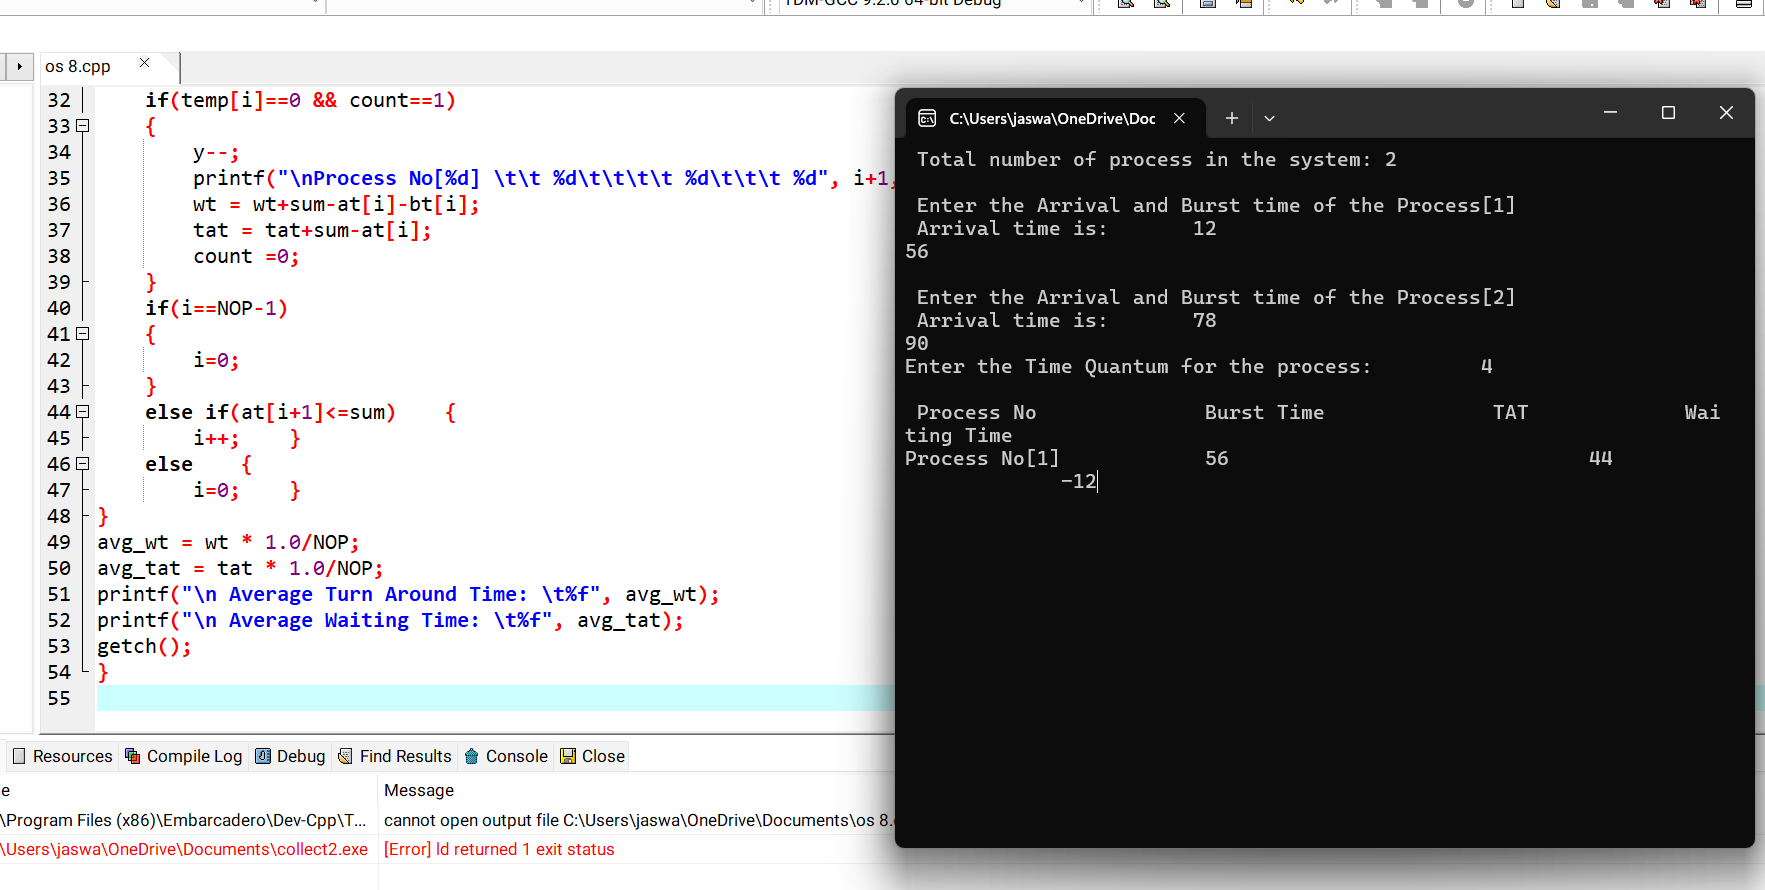 TDM-GCC 9.2.0 64-bit Debug
os 8.cpp
32 if(temp[i]==0 && count==1)
33 {
34 y--;
35 printf("\nProcess No[%d] \t\t %d\t\t\t\t %d\t\t\t %d", i+1,
36 wt = wt+sum-at[i]-bt[i];
37 tat = tat+sum-at[i];
38 count =0;
39 }
40 if(i==NOP-1)
41 {
42 i=0;
43 }
44 else if(at[i+1]<=sum) {
45 i++; }
46 else {
47 i=0; }
48 }
49 avg_wt = wt * 1.0/NOP;
50 avg_tat = tat * 1.0/NOP;
51 printf("\n Average Turn Around Time: \t%f", avg_wt);
52 printf("\n Average Waiting Time: \t%f", avg_tat);
53 getch();
54 }
55
C:\Users\jaswa\OneDrive\Doc
Total number of process in the system: 2
Enter the Arrival and Burst time of the Process[1]
Arrival time is: 12
56
Enter the Arrival and Burst time of the Process[2]
Arrival time is: 78
90
Enter the Time Quantum for the process: 4
Process No Burst Time TAT Wai
ting Time
Process No[1] 56 44
-12
Resources Compile Log Debug Find Results Console Close
e Message
\Program Files (x86)\Embarcadero\Dev-Cpp\T... cannot open output file C:\Users\jaswa\OneDrive\Documents\os 8.
\Users\jaswa\OneDrive\Documents\collect2.exe [Error] ld returned 1 exit status